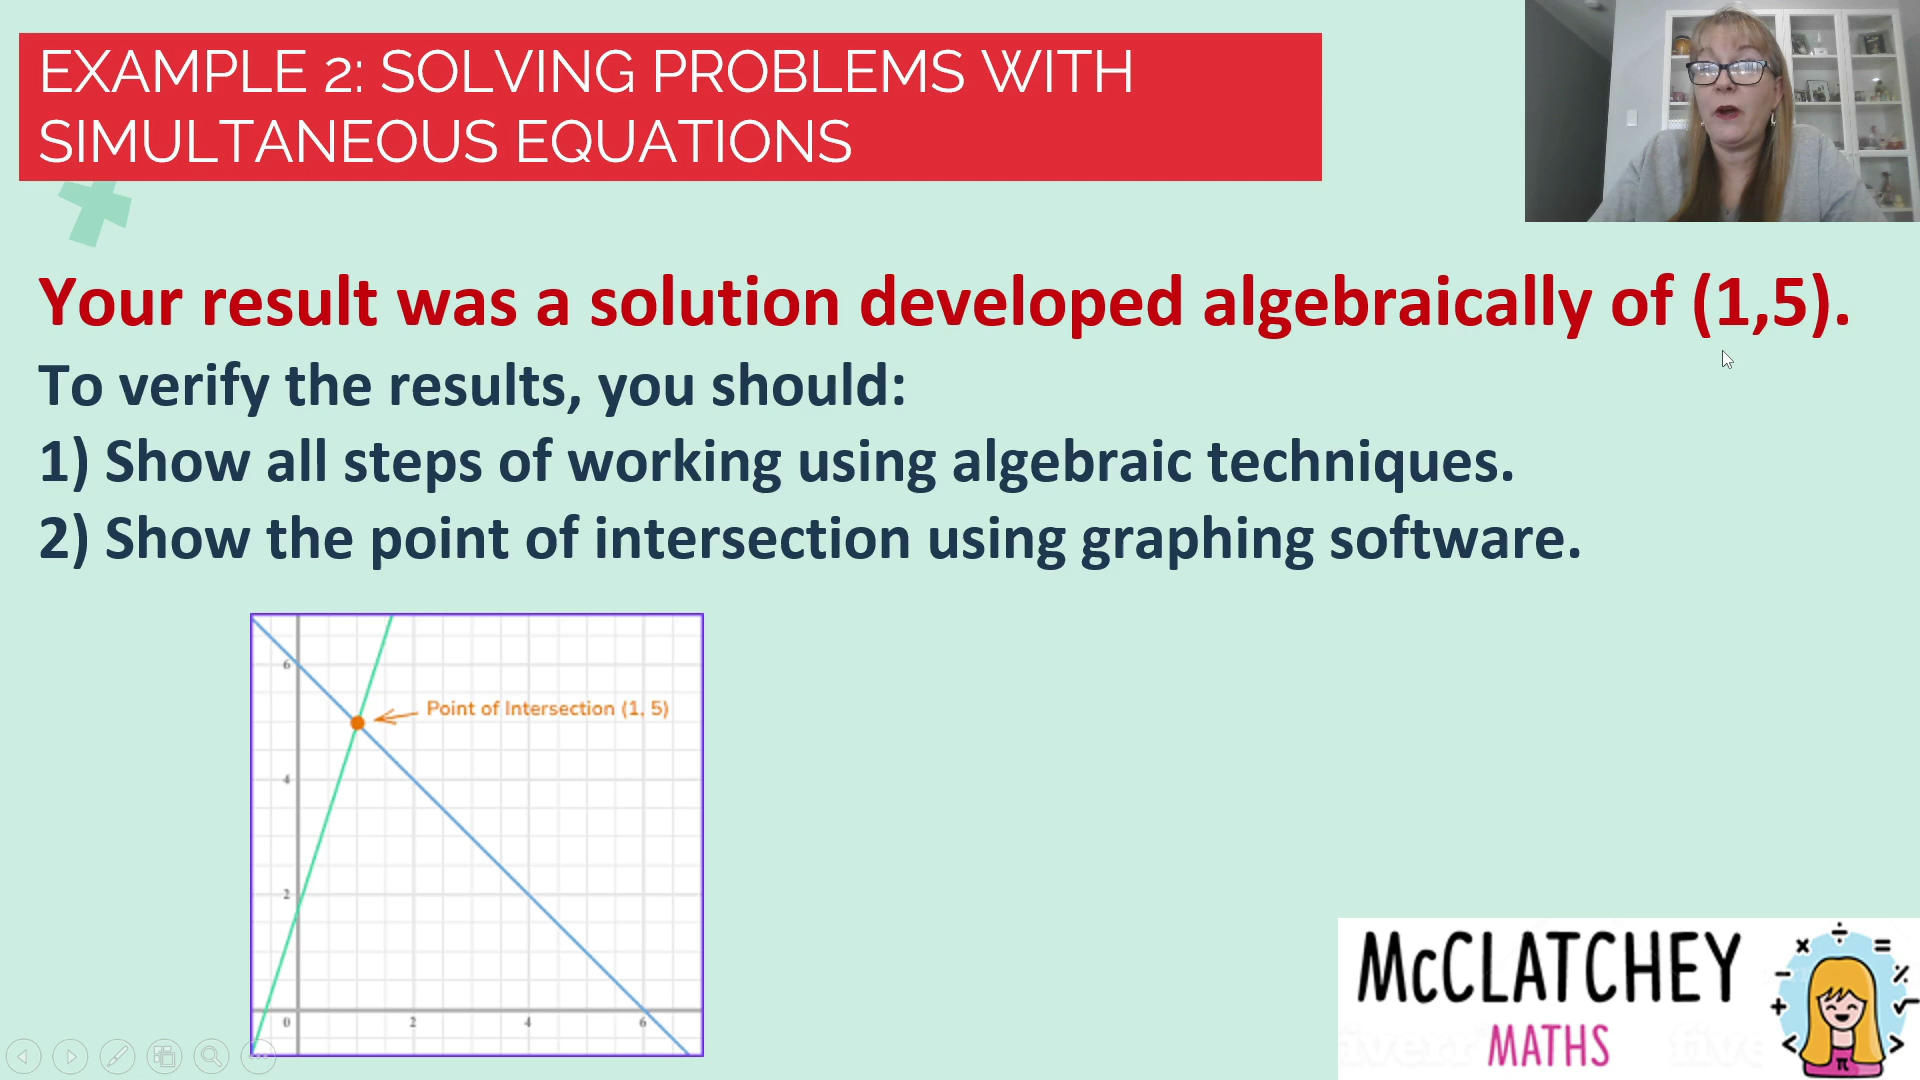 EXAMPLE 2: SOLVING PROBLEMS WITH
SIMULTANEOUS EQUATIONS
Your result was a solution developed algebraically of (1,5).
To verify the results, you should:
1) Show all steps of working using algebraic techniques.
2) Show the point of intersection using graphing software.
6
Point of Intersection (1, 5)
4
2
0
2
4
6
McCLATCHEY
MATHS
fiverr
five
× ÷ =
- %
+ √
< π >